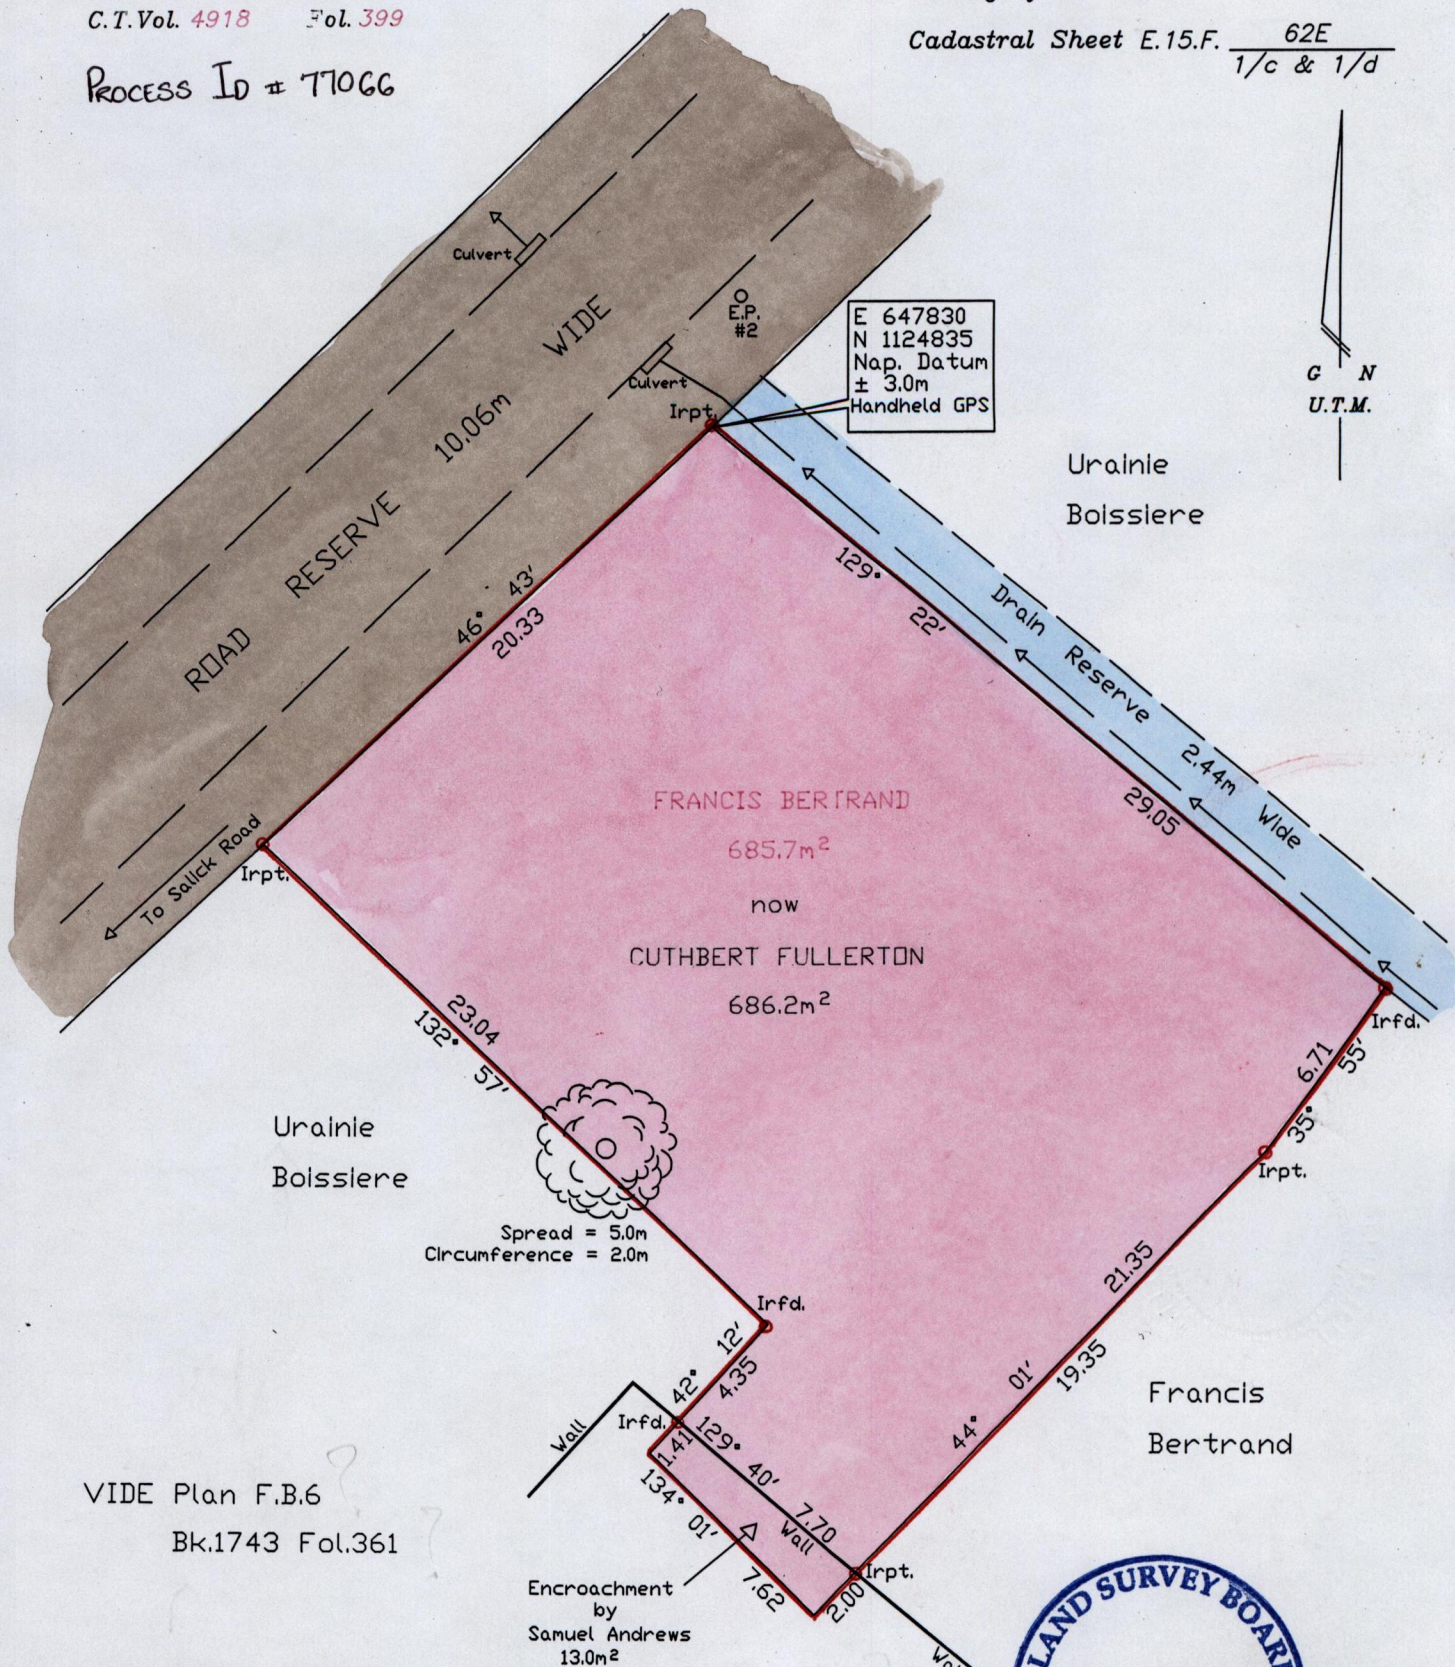 C.T.Vol. 4918 Fol. 399
PROCESS ID # 77066
Cadastral Sheet E.15.F. 62E
1/c & 1/d
G N
U.T.M.
Culvert
WIDE
10.06m
RESERVE
ROAD
E.P.
#2
Culvert
Irpt.
E 647830
N 1124835
Nap. Datum
± 3.0m
Handheld GPS
Urainie
Boissiere
46° 43'
20.33
129° 22'
29.05
Drain Reserve 2.44m Wide
To Salick Road
Irpt.
FRANCIS BERTRAND
685.7m²
now
CUTHBERT FULLERTON
686.2m²
23.04
132° 57'
Irfd.
6.71
35° 55'
Irpt.
Urainie
Boissiere
Spread = 5.0m
Circumference = 2.0m
Irfd.
42° 12'
4.35
21.35
44° 01'
19.35
Francis
Bertrand
Wall
Irfd.
1.41
129° 40'
7.70
Wall
134° 01'
7.62
2.00
Irpt.
VIDE Plan F.B.6
Bk.1743 Fol.361
Encroachment
by
Samuel Andrews
13.0m²
LAND SURVEY BOARD